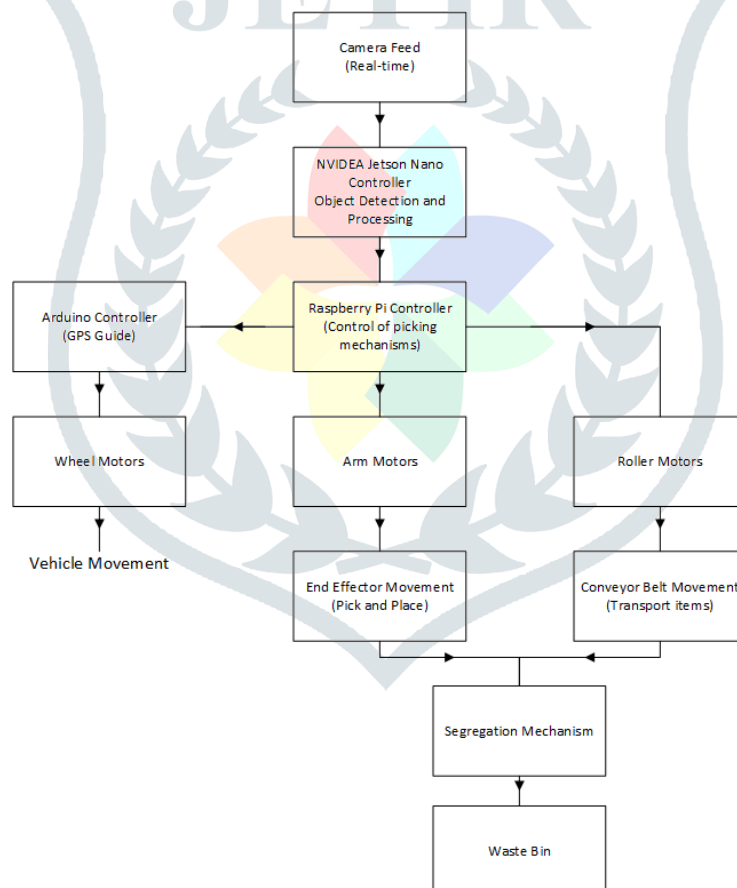 JETIR
Camera Feed
(Real-time)
NVIDEA Jetson Nano
Controller
Object Detection and
Processing
Arduino Controller
(GPS Guide)
Raspberry Pi Controller
(Control of picking
mechanisms)
Wheel Motors
Arm Motors
Roller Motors
Vehicle Movement
End Effector Movement
(Pick and Place)
Conveyor Belt Movement
(Transport items)
Segregation Mechanism
Waste Bin